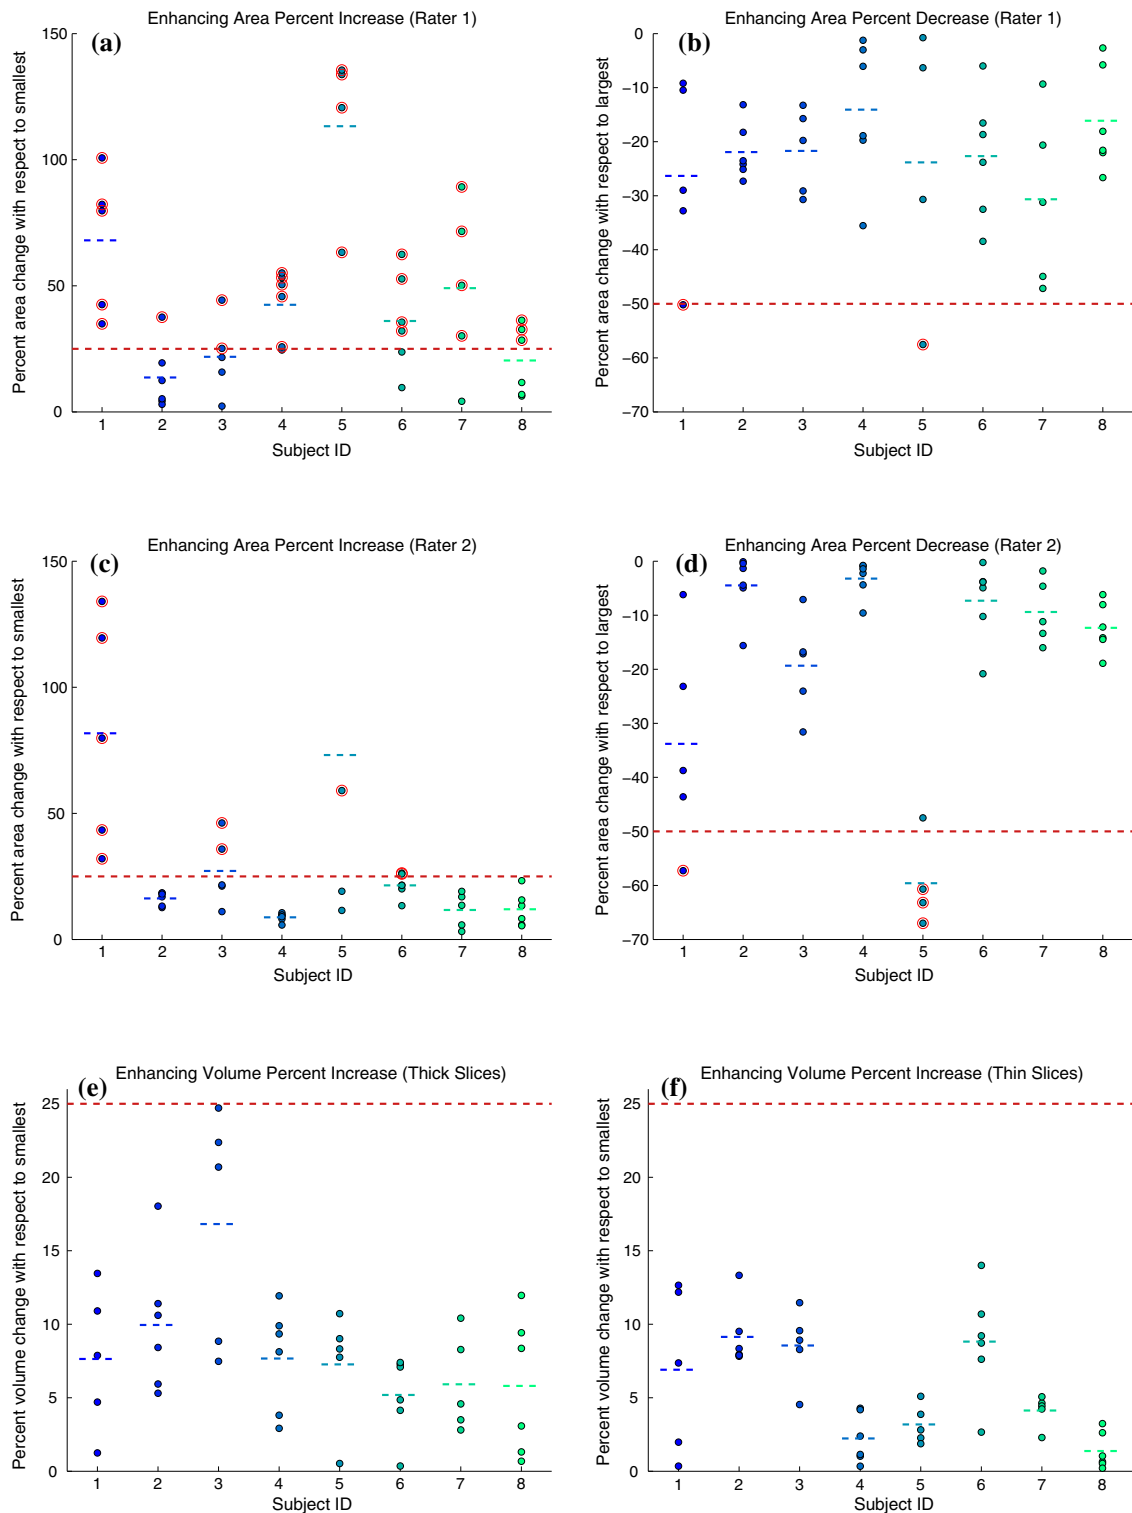 Enhancing Area Percent Increase (Rater 1)
(a)
Percent area change with respect to smallest
150
100
50
0
1 2 3 4 5 6 7 8
Subject ID
Enhancing Area Percent Decrease (Rater 1)
(b)
Percent area change with respect to largest
0
−10
−20
−30
−40
−50
−60
−70
1 2 3 4 5 6 7 8
Subject ID
Enhancing Area Percent Increase (Rater 2)
(c)
Percent area change with respect to smallest
150
100
50
0
1 2 3 4 5 6 7 8
Subject ID
Enhancing Area Percent Decrease (Rater 2)
(d)
Percent area change with respect to largest
0
−10
−20
−30
−40
−50
−60
−70
1 2 3 4 5 6 7 8
Subject ID
Enhancing Volume Percent Increase (Thick Slices)
(e)
Percent volume change with respect to smallest
25
20
15
10
5
0
1 2 3 4 5 6 7 8
Subject ID
Enhancing Volume Percent Increase (Thin Slices)
(f)
Percent volume change with respect to smallest
25
20
15
10
5
0
1 2 3 4 5 6 7 8
Subject ID